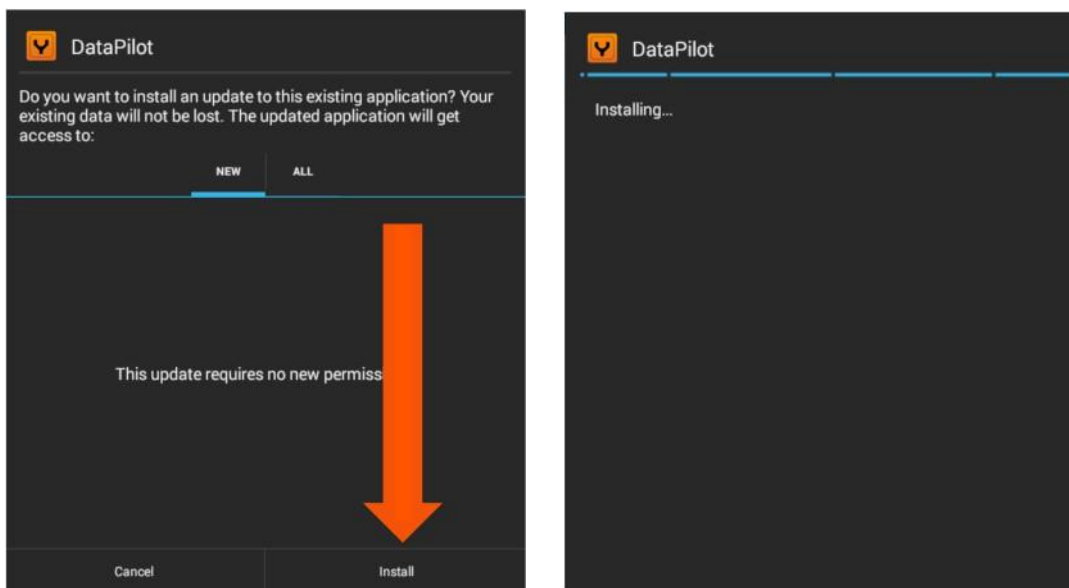 DataPilot
Do you want to install an update to this existing application? Your
existing data will not be lost. The updated application will get
access to:
NEW
ALL
This update requires no new permiss
Cancel
Install
DataPilot
Installing...